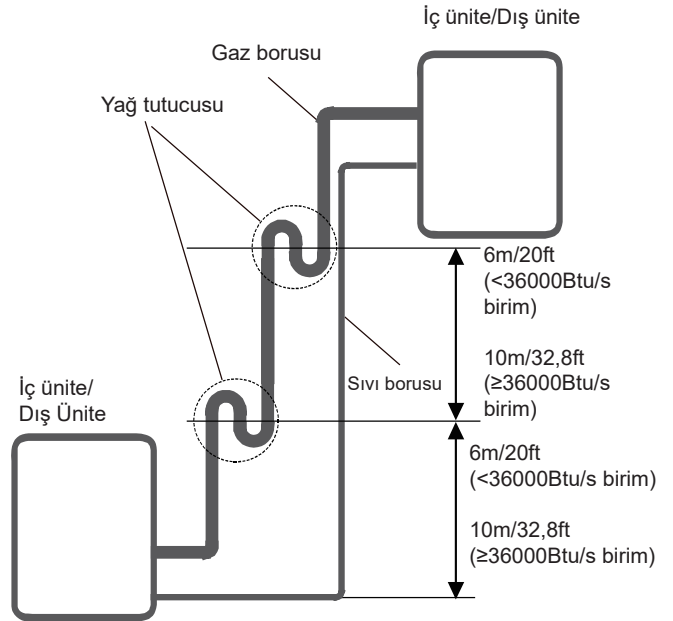 İç ünite/Dış ünite
Gaz borusu
Yağ tutucusu
6m/20ft
(<36000Btu/s
birim)
10m/32,8ft
(≥36000Btu/s
birim)
Sıvı borusu
İç ünite/
Dış Ünite
6m/20ft
(<36000Btu/s birim)
10m/32,8ft
(≥36000Btu/s birim)